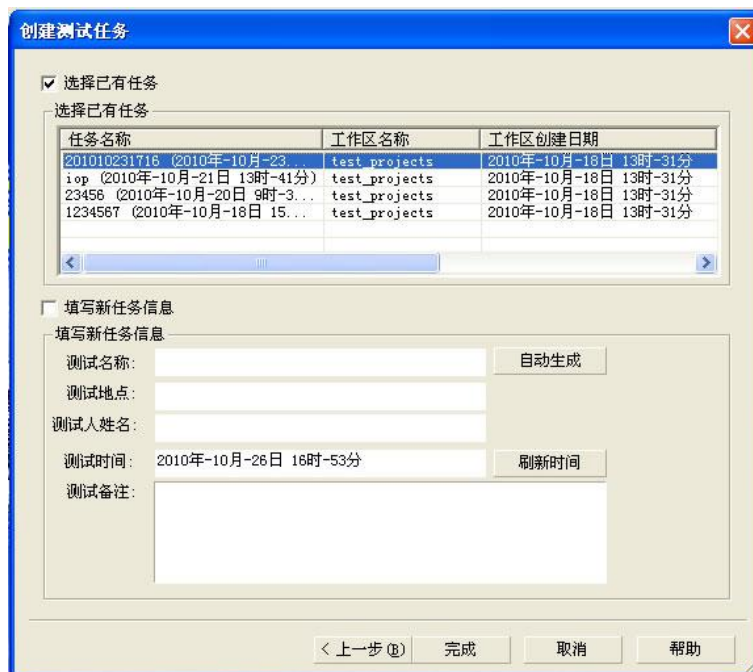 创建测试任务
选择已有任务
选择已有任务
任务名称 工作区名称 工作区创建日期
201010231716 (2010年-10月-23... test_projects 2010年-10月-18日 13时-31分
iop (2010年-10月-21日 13时-41分) test_projects 2010年-10月-18日 13时-31分
23456 (2010年-10月-20日 9时-3... test_projects 2010年-10月-18日 13时-31分
1234567 (2010年-10月-18日 15... test_projects 2010年-10月-18日 13时-31分
填写新任务信息
填写新任务信息
测试名称: 自动生成
测试地点:
测试人姓名:
测试时间: 2010年-10月-26日 16时-53分 刷新时间
测试备注:
< 上一步(B) 完成 取消 帮助